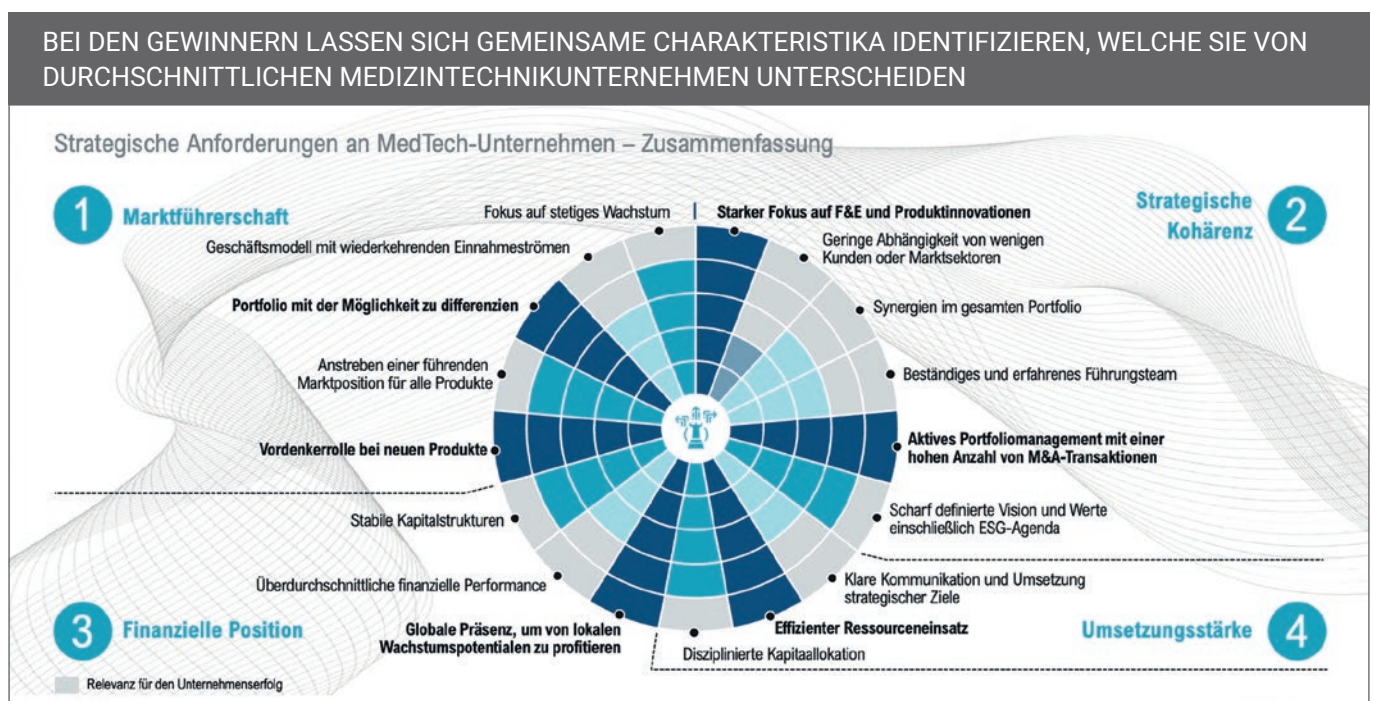 BEI DEN GEWINNERN LASSEN SICH GEMEINSAME CHARAKTERISTIKA IDENTIFIZIEREN, WELCHE SIE VON
DURCHSCHNITTLICHEN MEDIZINTECHNIKUNTERNEHMEN UNTERSCHEIDEN
Strategische Anforderungen an MedTech-Unternehmen – Zusammenfassung
1
Marktführerschaft
Fokus auf stetiges Wachstum
Geschäftsmodell mit wiederkehrenden Einnahmeströmen
Portfolio mit der Möglichkeit zu differenzien
Anstreben einer führenden
Marktposition für alle Produkte
Vordenkerrolle bei neuen Produkte
Strategische
Kohärenz
2
Starker Fokus auf F&E und Produktinnovationen
Geringe Abhängigkeit von wenigen
Kunden oder Marktsektoren
Synergien im gesamten Portfolio
Beständiges und erfahrenes Führungsteam
Aktives Portfoliomanagement mit einer
hohen Anzahl von M&A-Transaktionen
Scharf definierte Vision und Werte
einschließlich ESG-Agenda
Stabile Kapitalstrukturen
Überdurchschnittliche finanzielle Performance
3
Finanzielle Position
Globale Präsenz, um von lokalen
Wachstumspotentialen zu profitieren
Klare Kommunikation und Umsetzung
strategischer Ziele
Effizienter Ressourceneinsatz
Disziplinierte Kapitaallokation
Umsetzungsstärke
4
Relevanz für den Unternehmenserfolg